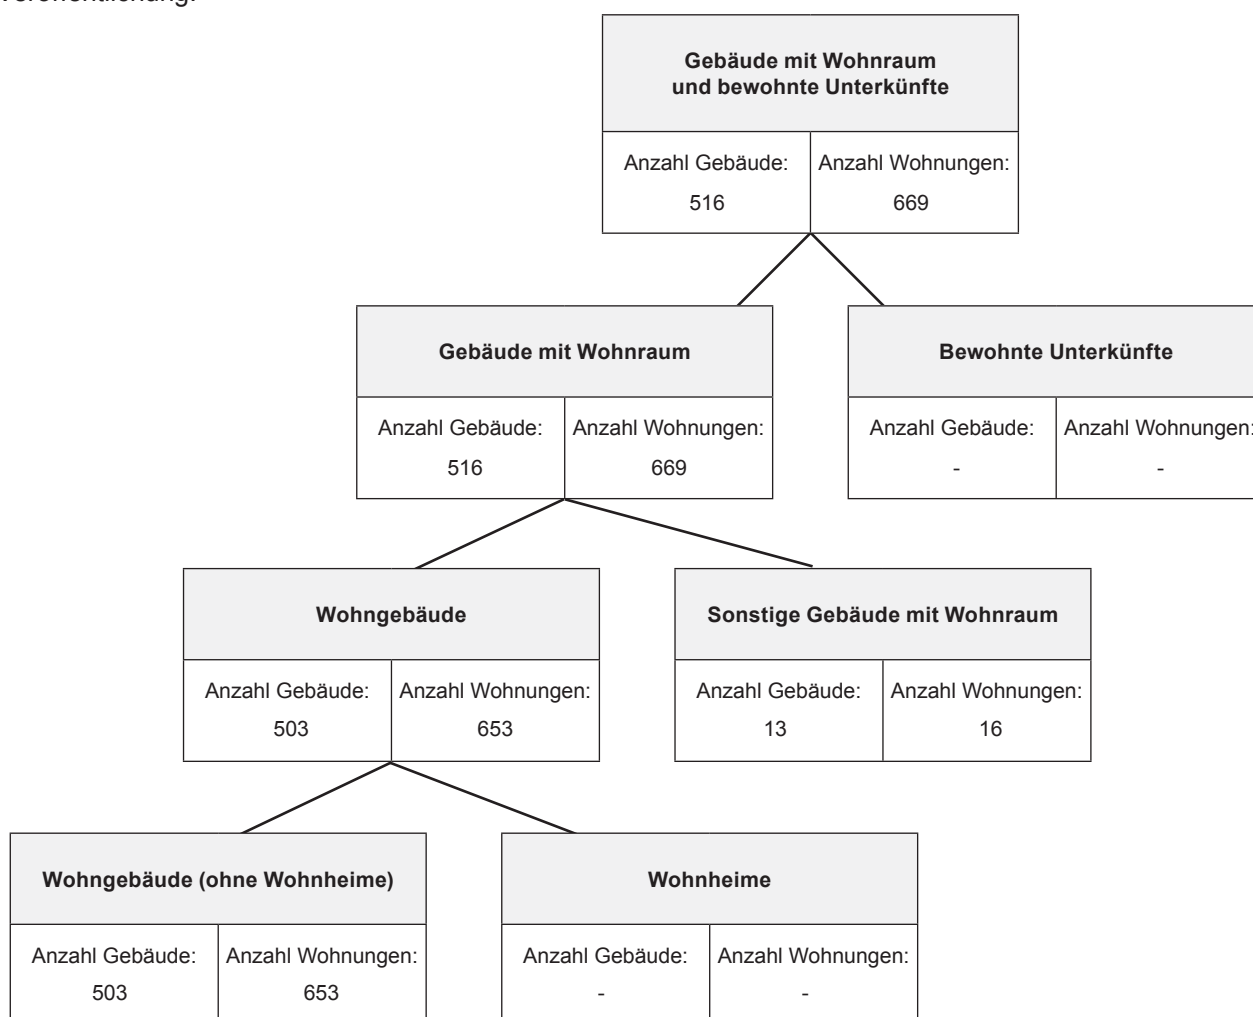 Veröffentlichung.
Gebäude mit Wohnraum
und bewohnte Unterkünfte
Anzahl Gebäude: Anzahl Wohnungen:
516 669
Gebäude mit Wohnraum Bewohnte Unterkünfte
Anzahl Gebäude: Anzahl Wohnungen: Anzahl Gebäude: Anzahl Wohnungen:
516 669 - -
Wohngebäude Sonstige Gebäude mit Wohnraum
Anzahl Gebäude: Anzahl Wohnungen: Anzahl Gebäude: Anzahl Wohnungen:
503 653 13 16
Wohngebäude (ohne Wohnheime) Wohnheime
Anzahl Gebäude: Anzahl Wohnungen: Anzahl Gebäude: Anzahl Wohnungen:
503 653 - -